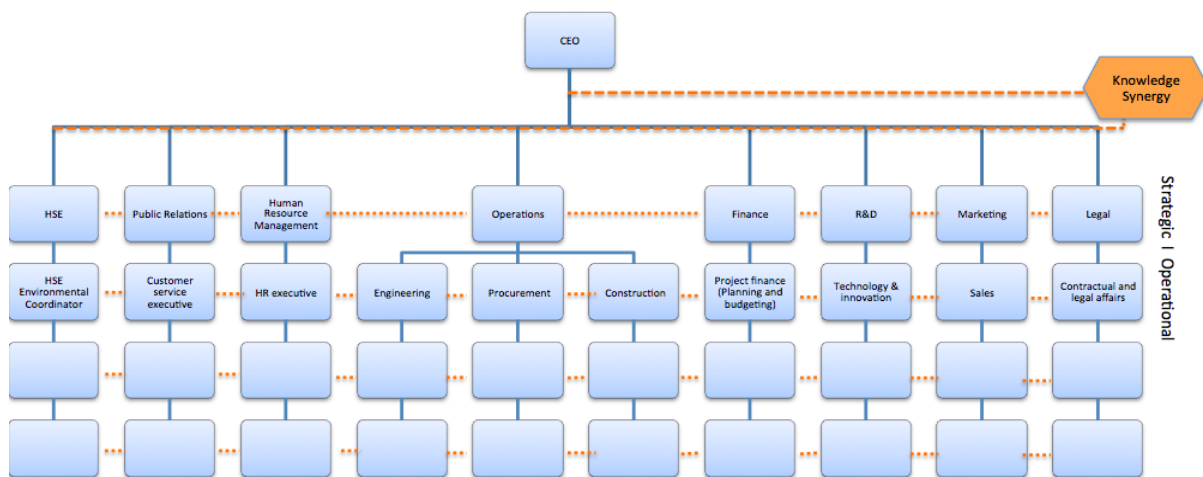 CEO
Knowledge
Synergy
HSE
Public Relations
Human
Resource
Management
Operations
Finance
R&D
Marketing
Legal
HSE
Environmental
Coordinator
Customer
service
executive
HR executive
Engineering
Procurement
Construction
Project finance
(Planning and
budgeting)
Technology &
innovation
Sales
Contractual and
legal affairs
Strategic I Operational